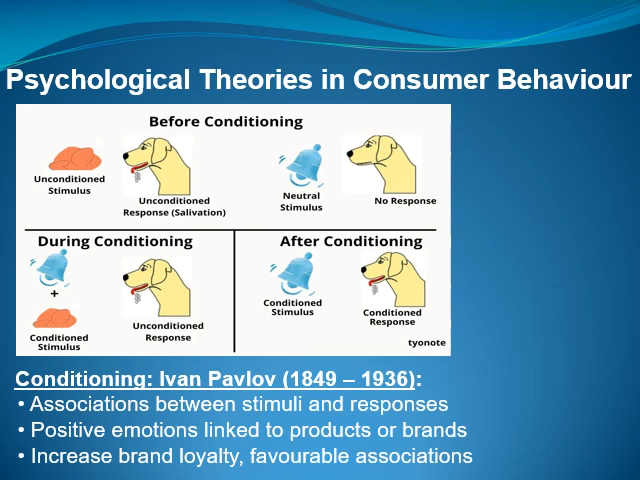 Psychological Theories in Consumer Behaviour
Before Conditioning
Unconditioned
Stimulus
Unconditioned
Response (Salivation)
Neutral
Stimulus
No Response
During Conditioning
+
Conditioned
Stimulus
Unconditioned
Response
After Conditioning
Conditioned
Stimulus
Conditioned
Response
tyonote
Conditioning: Ivan Pavlov (1849 – 1936):
• Associations between stimuli and responses
• Positive emotions linked to products or brands
• Increase brand loyalty, favourable associations